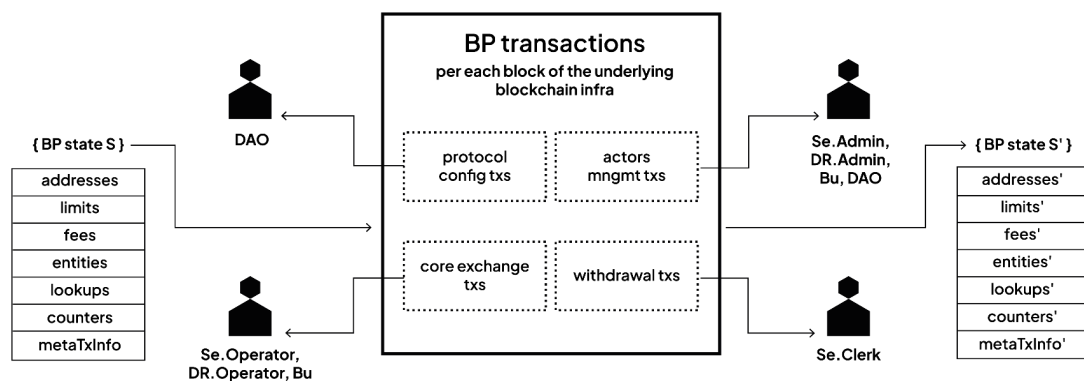 BP transactions
per each block of the underlying
blockchain infra
DAO
Se.Admin,
DR.Admin,
Bu, DAO
{ BP state S }
{ BP state S' }
protocol
config txs
actors
mngmt txs
core exchange
txs
withdrawal txs
addresses
limits
fees
entities
lookups
counters
metaTxInfo
addresses'
limits'
fees'
entities'
lookups'
counters'
metaTxInfo'
Se.Operator,
DR.Operator, Bu
Se.Clerk